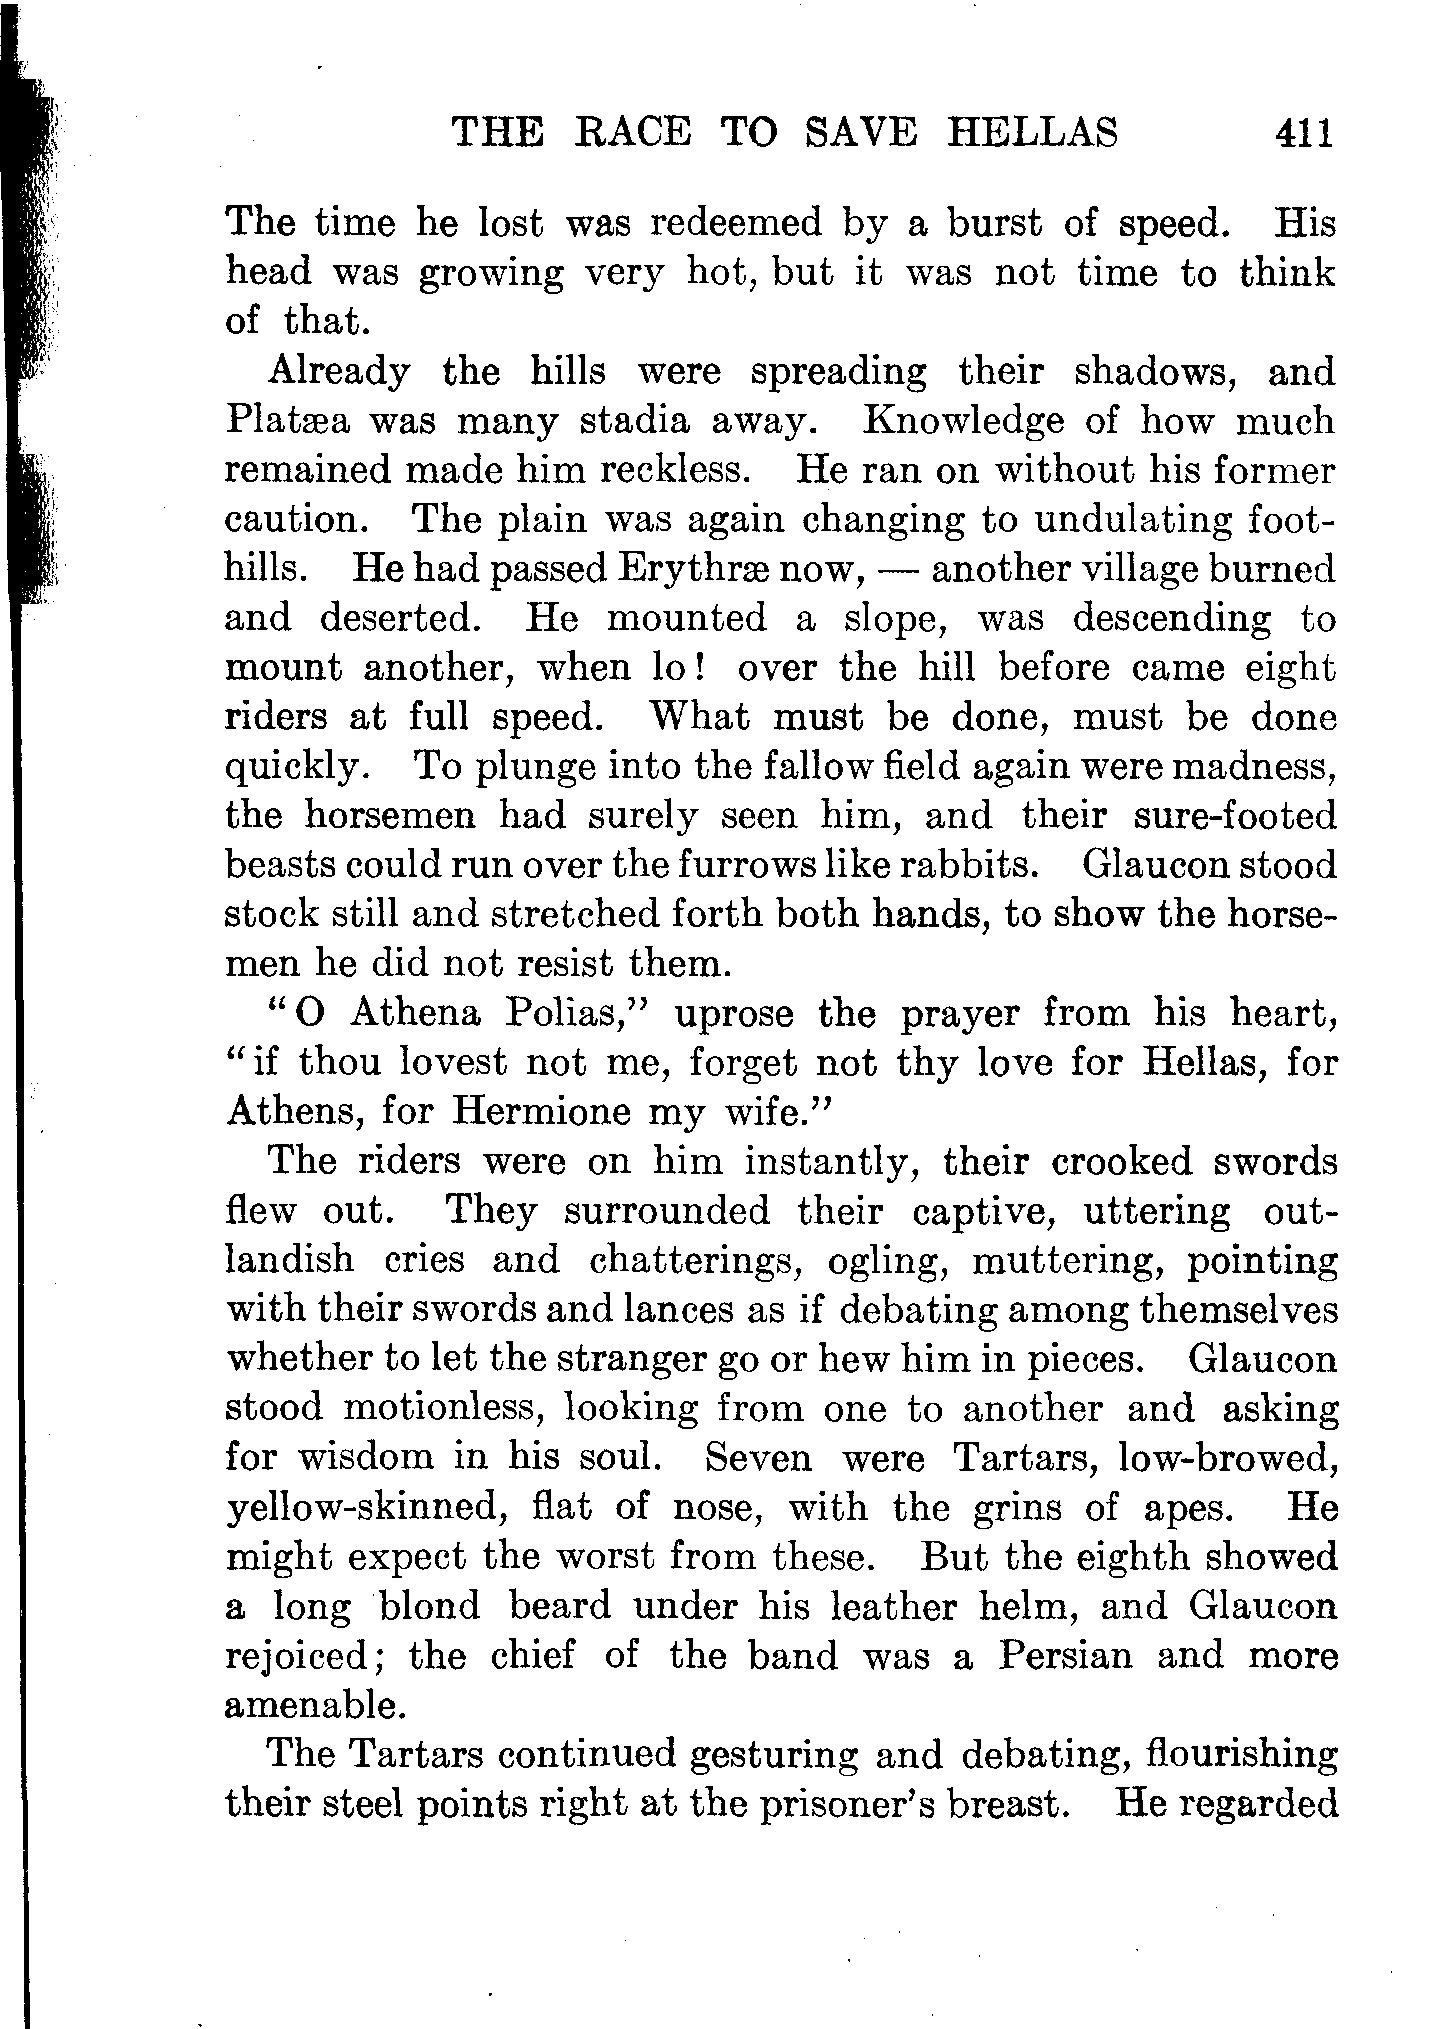 THE RACE TO SAVE HELLAS 411
The time he lost was redeemed by a burst of speed. His
head was growing very hot, but it was not time to think
of that.
Already the hills were spreading their shadows, and
Platæa was many stadia away. Knowledge of how much
remained made him reckless. He ran on without his former
caution. The plain was again changing to undulating foot-
hills. He had passed Erythræ now, — another village burned
and deserted. He mounted a slope, was descending to
mount another, when lo! over the hill before came eight
riders at full speed. What must be done, must be done
quickly. To plunge into the fallow field again were madness,
the horsemen had surely seen him, and their sure-footed
beasts could run over the furrows like rabbits. Glaucon stood
stock still and stretched forth both hands, to show the horse-
men he did not resist them.
"O Athena Polias," uprose the prayer from his heart,
"if thou lovest not me, forget not thy love for Hellas, for
Athens, for Hermione my wife."
The riders were on him instantly, their crooked swords
flew out. They surrounded their captive, uttering out-
landish cries and chatterings, ogling, muttering, pointing
with their swords and lances as if debating among themselves
whether to let the stranger go or hew him in pieces. Glaucon
stood motionless, looking from one to another and asking
for wisdom in his soul. Seven were Tartars, low-browed,
yellow-skinned, flat of nose, with the grins of apes. He
might expect the worst from these. But the eighth showed
a long blond beard under his leather helm, and Glaucon
rejoiced; the chief of the band was a Persian and more
amenable.
The Tartars continued gesturing and debating, flourishing
their steel points right at the prisoner's breast. He regarded